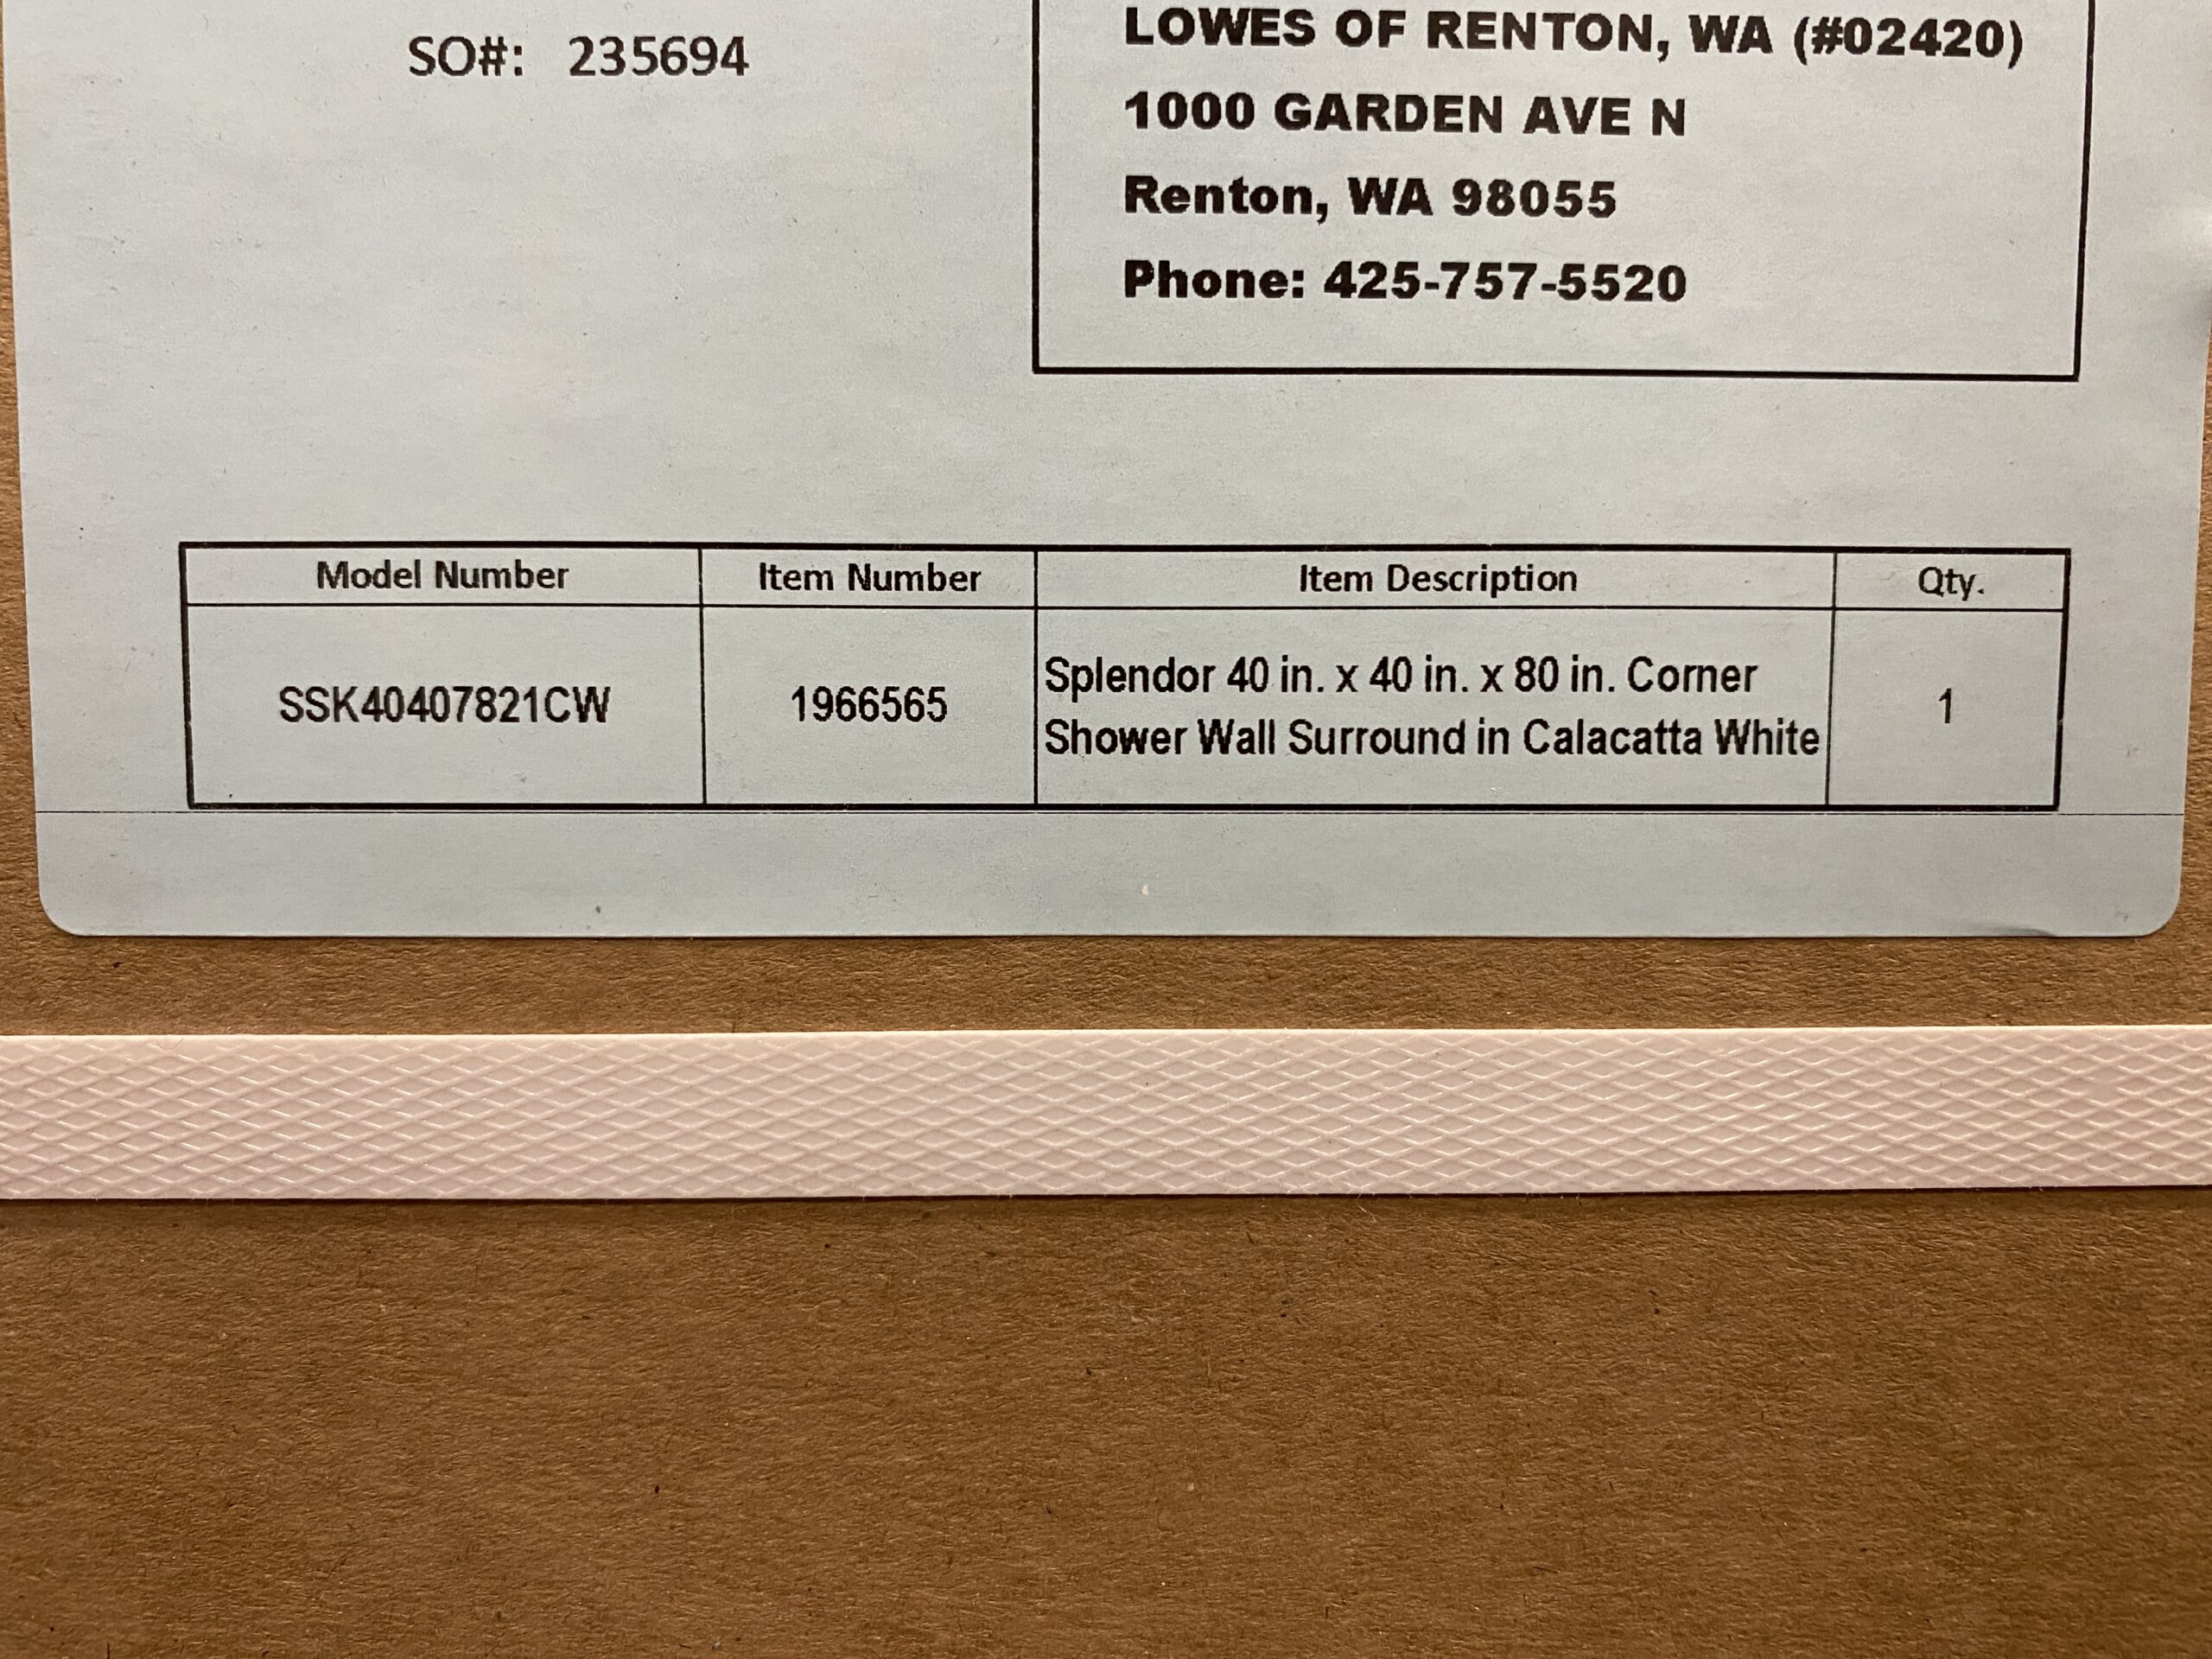 SO#: 235694
LOWES OF RENTON, WA (#02420)
1000 GARDEN AVE N
Renton, WA 98055
Phone: 425-757-5520
Model Number Item Number Item Description Qty.
SSK40407821CW 1966565 Splendor 40 in. x 40 in. x 80 in. Corner
Shower Wall Surround in Calacatta White 1